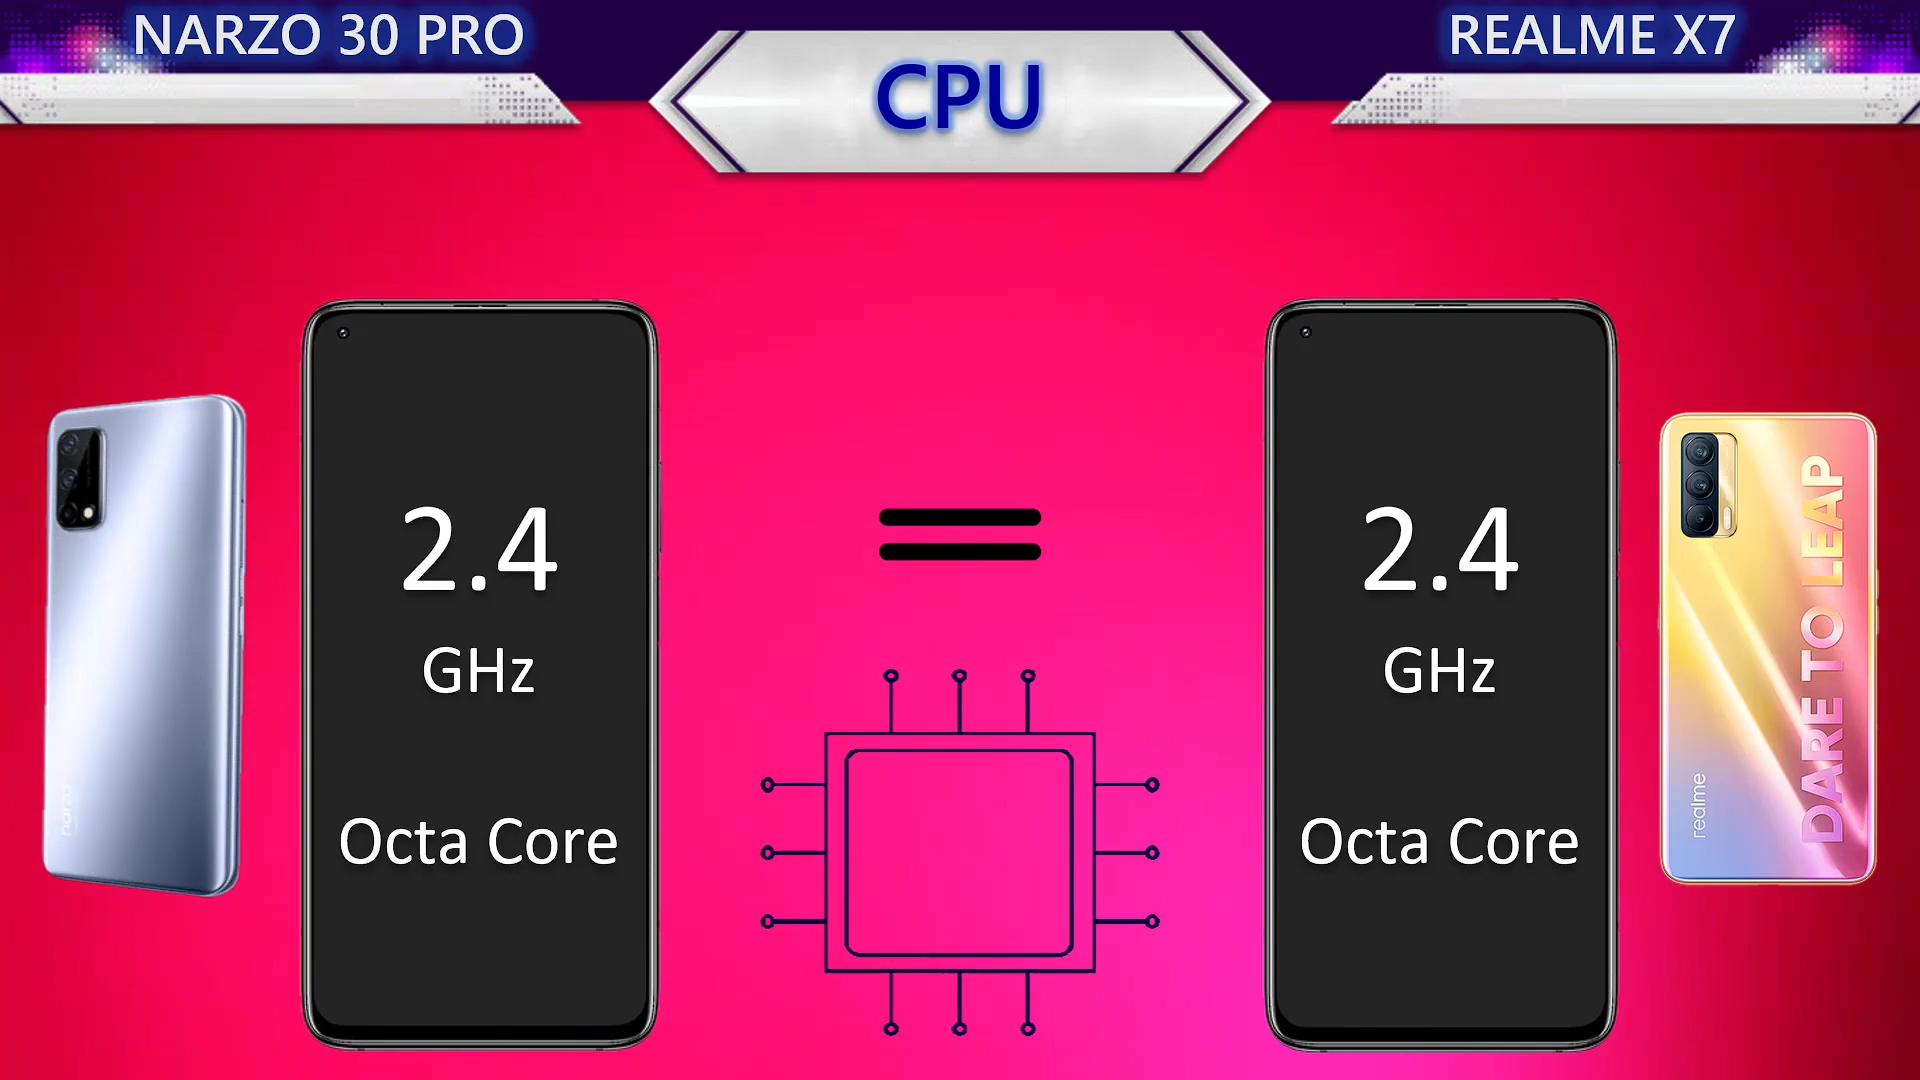 NARZO 30 PRO
CPU
REALME X7
2.4
GHz
Octa Core
=
2.4
GHz
Octa Core
narzo
realme
DARE TO LEAP